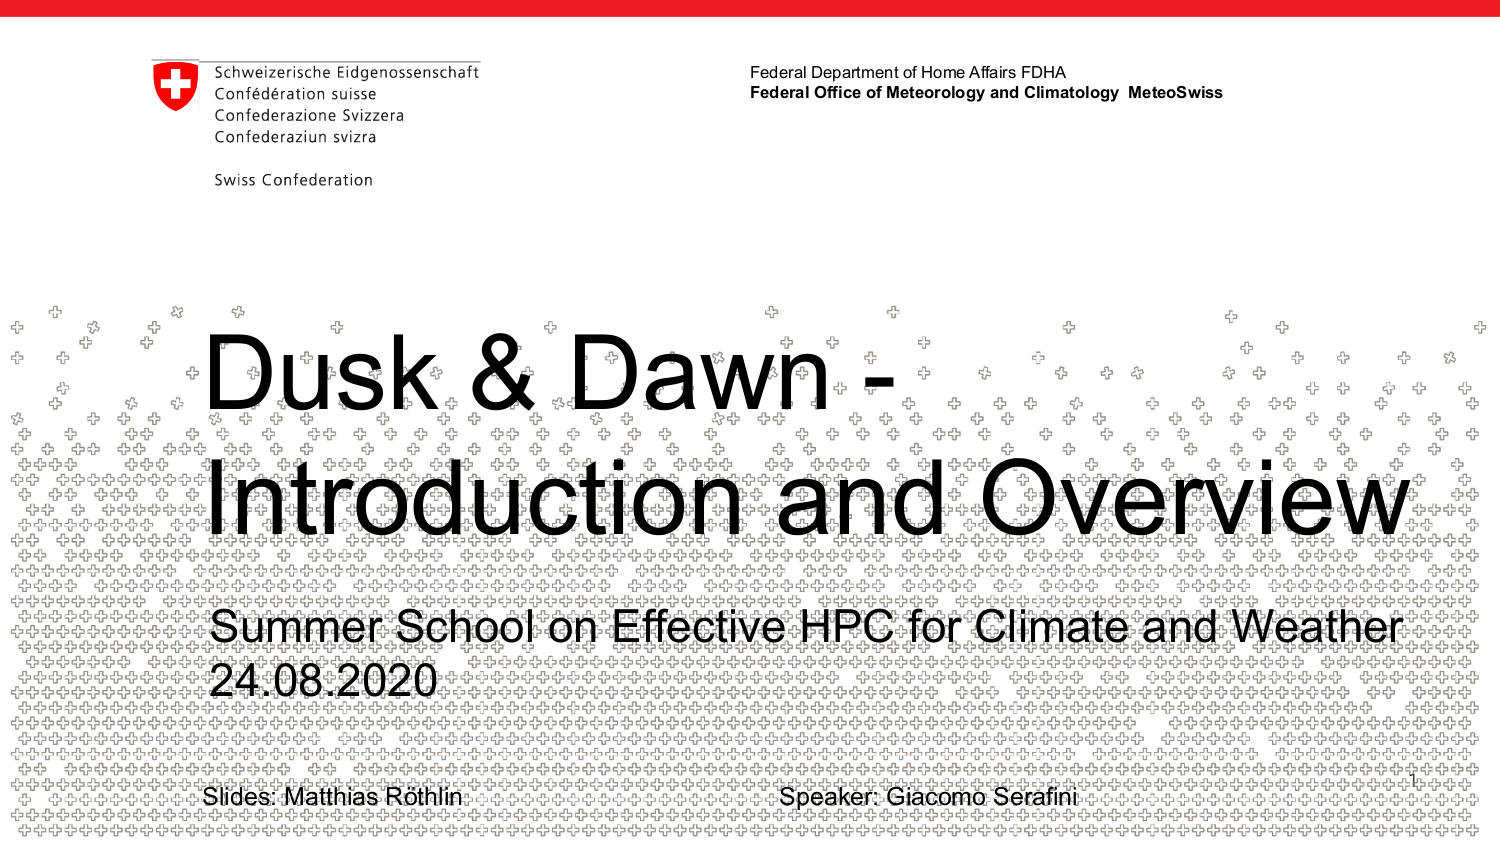 Schweizerische Eidgenossenschaft
Confédération suisse
Confederazione Svizzera
Confederaziun svizra
Swiss Confederation
Federal Department of Home Affairs FDHA
Federal Office of Meteorology and Climatology MeteoSwiss
Dusk & Dawn -
Introduction and Overview
Summer School on Effective HPC for Climate and Weather
24.08.2020
Slides: Matthias Röthlin
Speaker: Giacomo Serafini
1